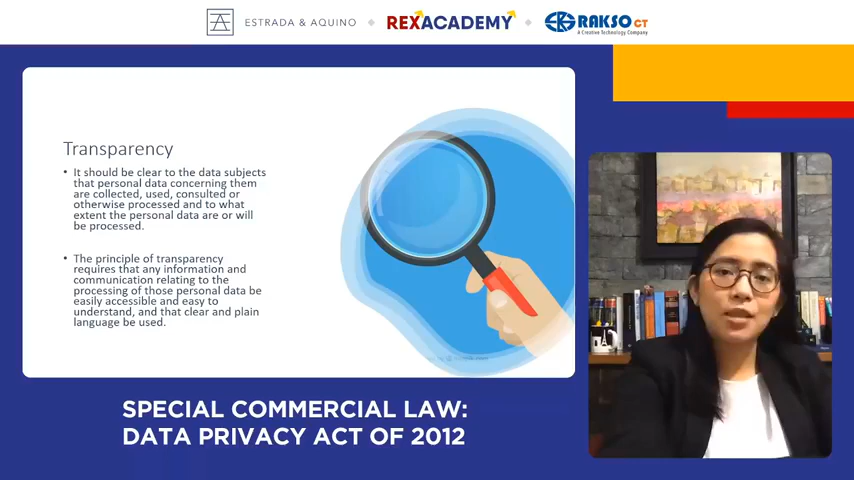 ESTRADA & AQUINO
REXACADEMY
RAKSO CT
A Creative Technology Company
Transparency
• It should be clear to the data subjects
that personal data concerning them
are collected, used, consulted or
otherwise processed and to what
extent the personal data are or will
be processed.
• The principle of transparency
requires that any information and
communication relating to the
processing of those personal data be
easily accessible and easy to
understand, and that clear and plain
language be used.
SPECIAL COMMERCIAL LAW:
DATA PRIVACY ACT OF 2012